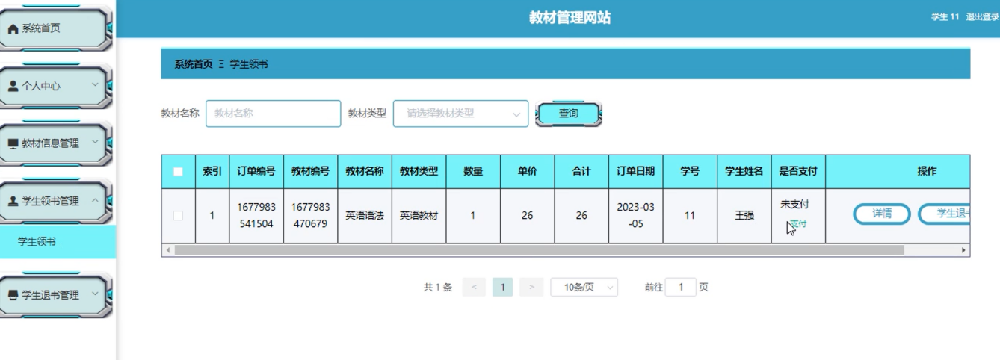 教材管理网站
学生 11 退出登录
系统首页
个人中心
教材信息管理
学生领书管理
学生领书
学生退书管理
系统首页 Ξ 学生领书
教材名称 教材名称 教材类型 请选择教材类型 查询
索引 订单编号 教材编号 教材名称 教材类型 数量 单价 合计 订单日期 学号 学生姓名 是否支付 操作
1 1677983541504 1677983470679 英语语法 英语教材 1 26 26 2023-03-05 11 王强 未支付 支付 详情 学生退
共 1 条 < 1 > 10条/页 前往 1 页